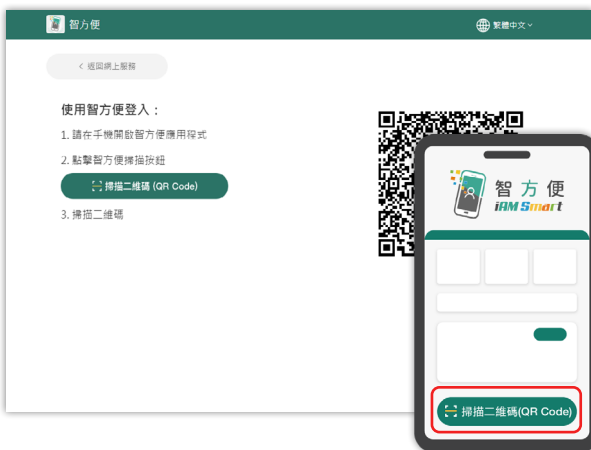 智方便
繁體中文
< 返回網上服務
使用智方便登入：
1. 請在手機開啟智方便應用程式
2. 點擊智方便掃描按鈕
掃描二維碼 (QR Code)
3. 掃描二維碼
智方便
iAM Smart
掃描二維碼(QR Code)